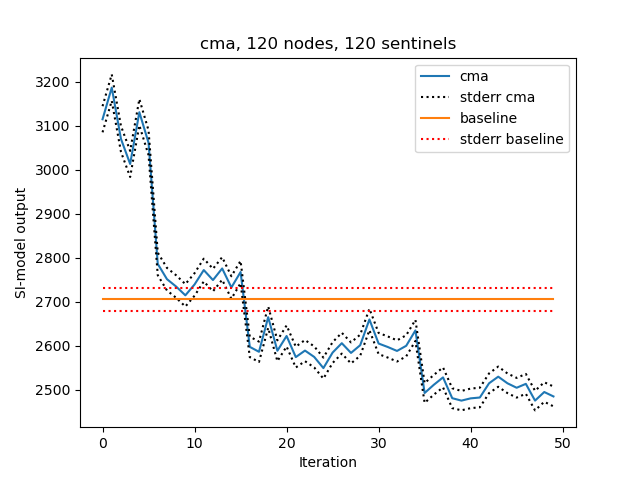 cma, 120 nodes, 120 sentinels
3200
3100
3000
2900
2800
2700
2600
2500
SI-model output
0
10
20
30
40
50
Iteration
cma
stderr cma
baseline
stderr baseline